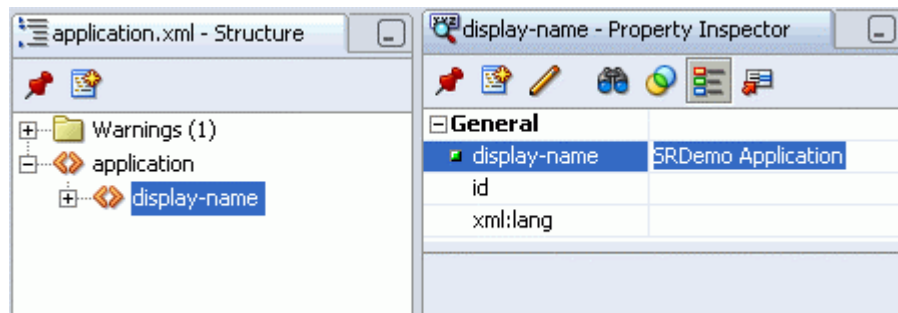 application.xml - Structure
Warnings (1)
application
display-name
display-name - Property Inspector
General
display-name SRDemo Application
id
xml:lang